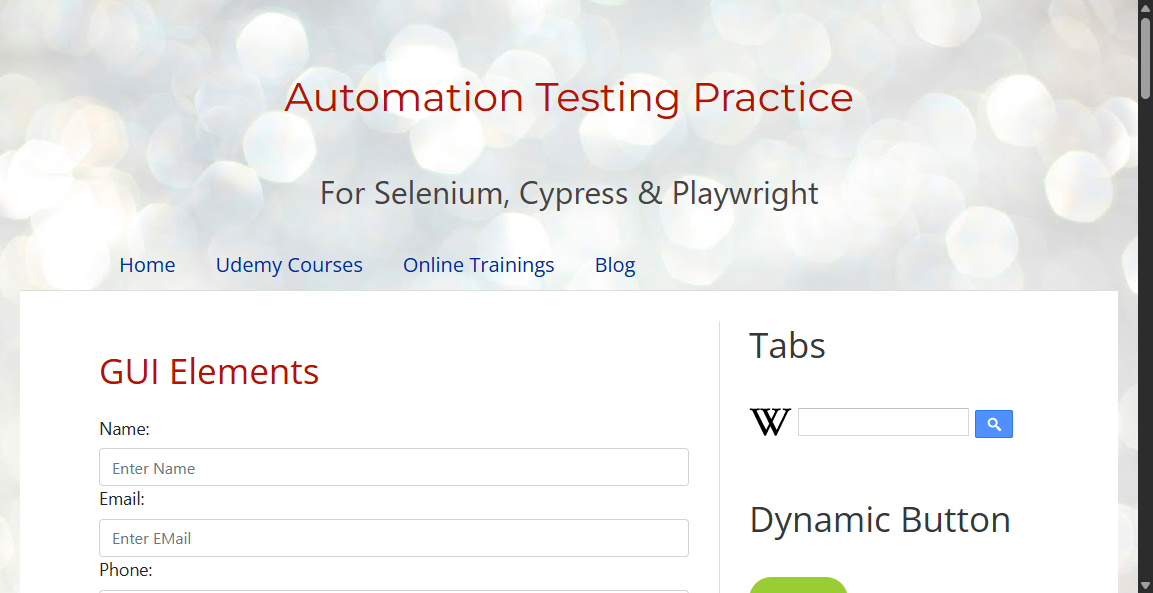 Automation Testing Practice
For Selenium, Cypress & Playwright
Home Udemy Courses Online Trainings Blog
GUI Elements
Name:
Enter Name
Email:
Enter EMail
Phone:
Tabs
W
Dynamic Button